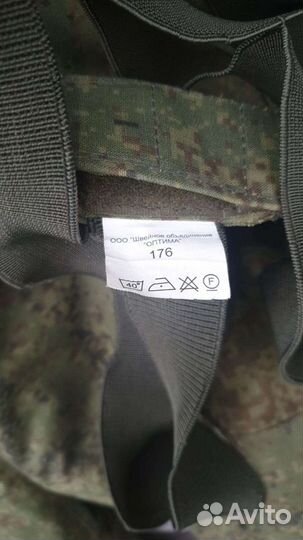 ООО "Швейное объединение
"ОПТИМА"
176
40°
F
Avito